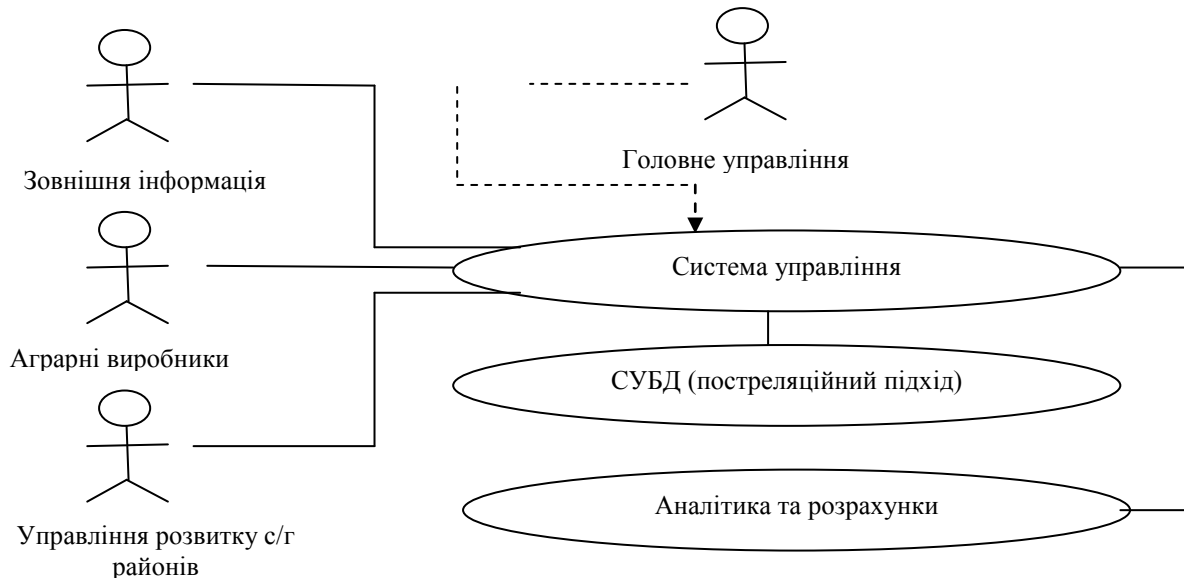 Головне управління
Зовнішня інформація
Система управління
Аграрні виробники
СУБД (постреляційний підхід)
Аналітика та розрахунки
Управління розвитку с/г
районів